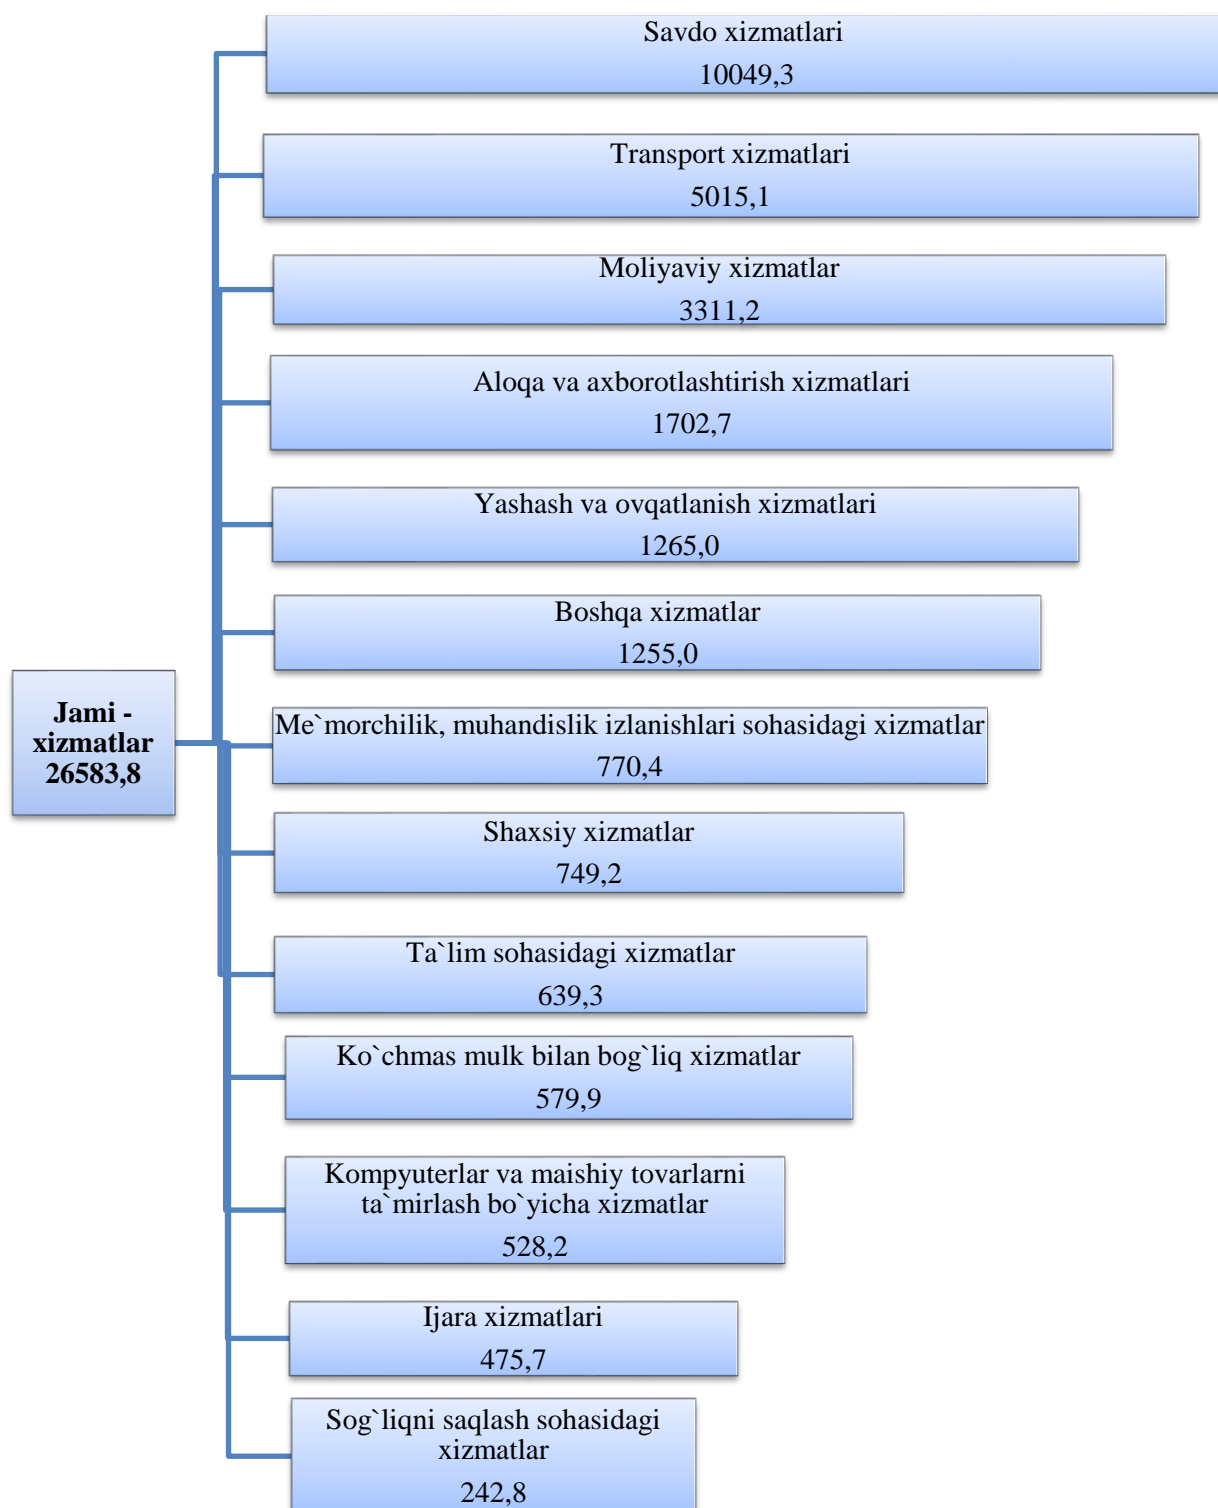 Savdo xizmatlari
10049,3
Transport xizmatlari
5015,1
Moliyaviy xizmatlar
3311,2
Aloqa va axborotlashtirish xizmatlari
1702,7
Yashash va ovqatlanish xizmatlari
1265,0
Boshqa xizmatlar
1255,0
Jami -
xizmatlar
26583,8
Me`morchilik, muhandislik izlanishlari sohasidagi xizmatlar
770,4
Shaxsiy xizmatlar
749,2
Ta`lim sohasidagi xizmatlar
639,3
Ko`chmas mulk bilan bog`liq xizmatlar
579,9
Kompyuterlar va maishiy tovarlarni
ta`mirlash bo`yicha xizmatlar
528,2
Ijara xizmatlari
475,7
Sog`liqni saqlash sohasidagi
xizmatlar
242,8